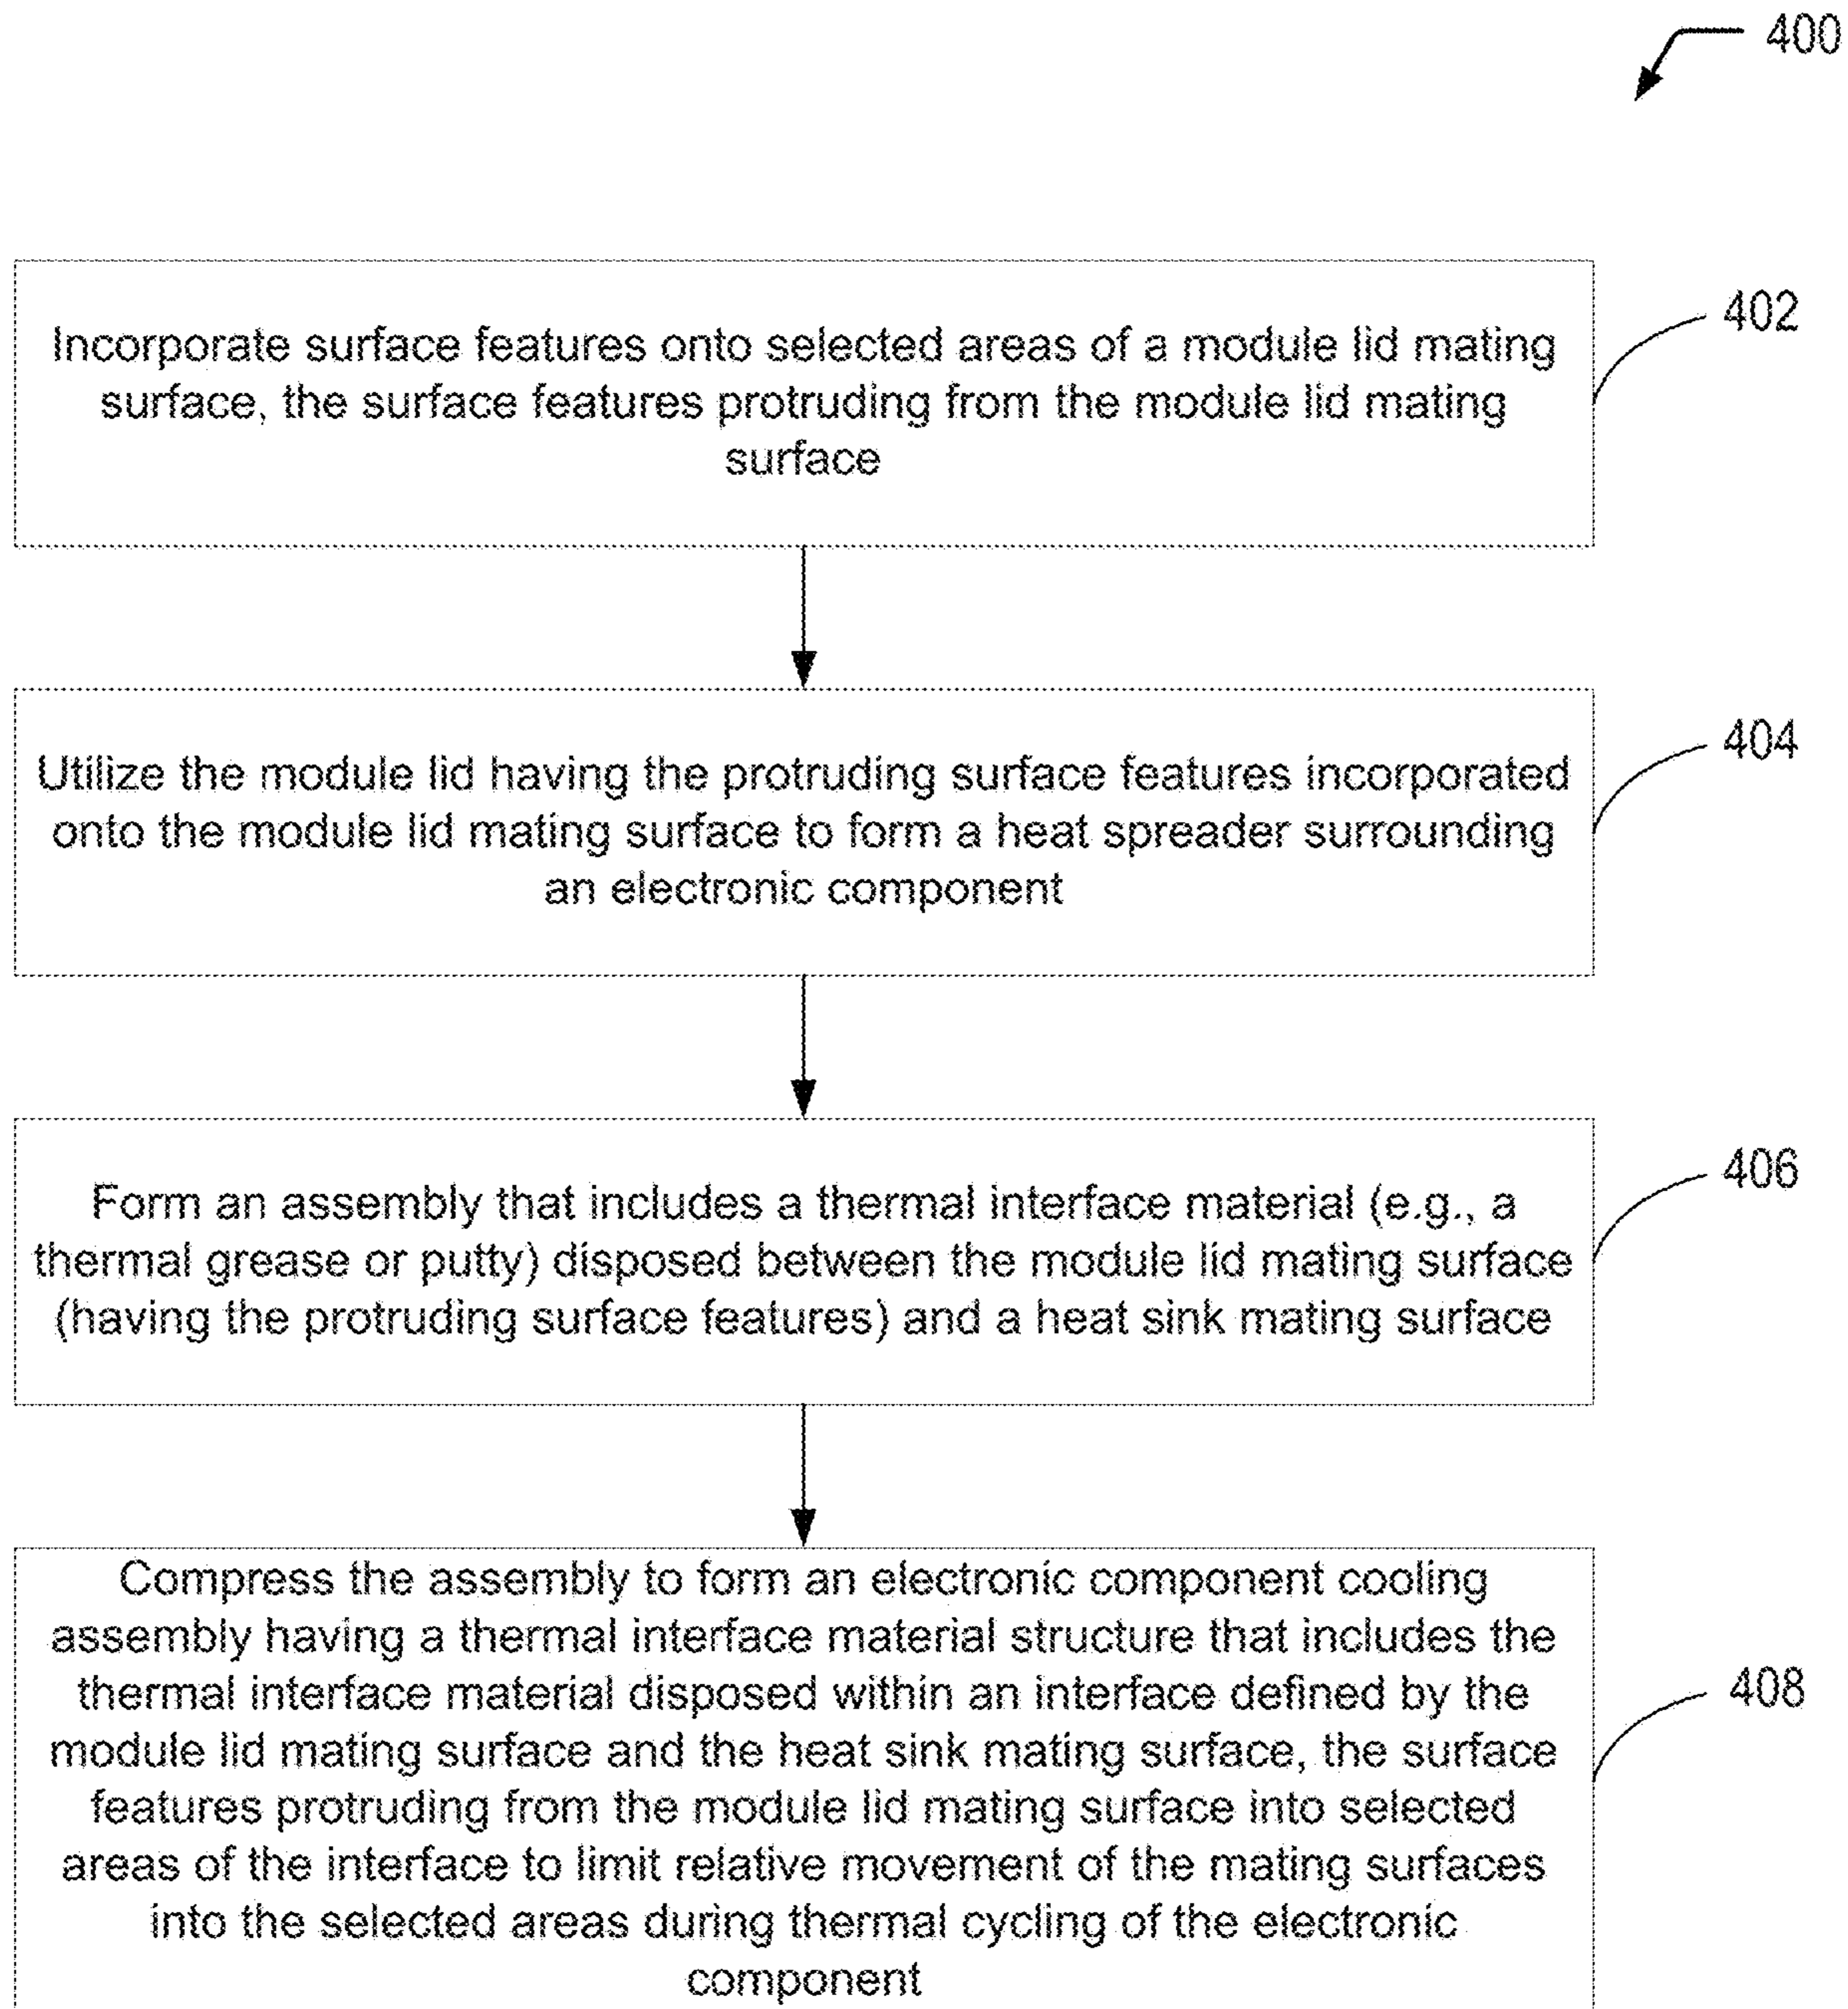 400
Incorporate surface features onto selected areas of a module lid mating
surface, the surface features protruding from the module lid mating
surface
402
Utilize the module lid having the protruding surface features incorporated
onto the module lid mating surface to form a heat spreader surrounding
an electronic component
404
Form an assembly that includes a thermal interface material (e.g., a
thermal grease or putty) disposed between the module lid mating surface
(having the protruding surface features) and a heat sink mating surface
406
Compress the assembly to form an electronic component cooling
assembly having a thermal interface material structure that includes the
thermal interface material disposed within an interface defined by the
module lid mating surface and the heat sink mating surface, the surface
features protruding from the module lid mating surface into selected
areas of the interface to limit relative movement of the mating surfaces
into the selected areas during thermal cycling of the electronic
component
408